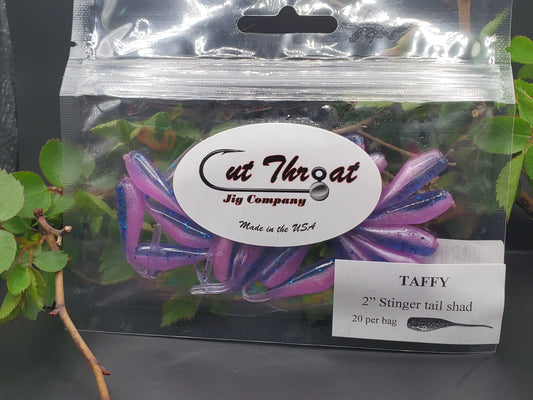 Cut Throat
Jig Company
Made in the USA
TAFFY
2” Stinger tail shad
20 per bag